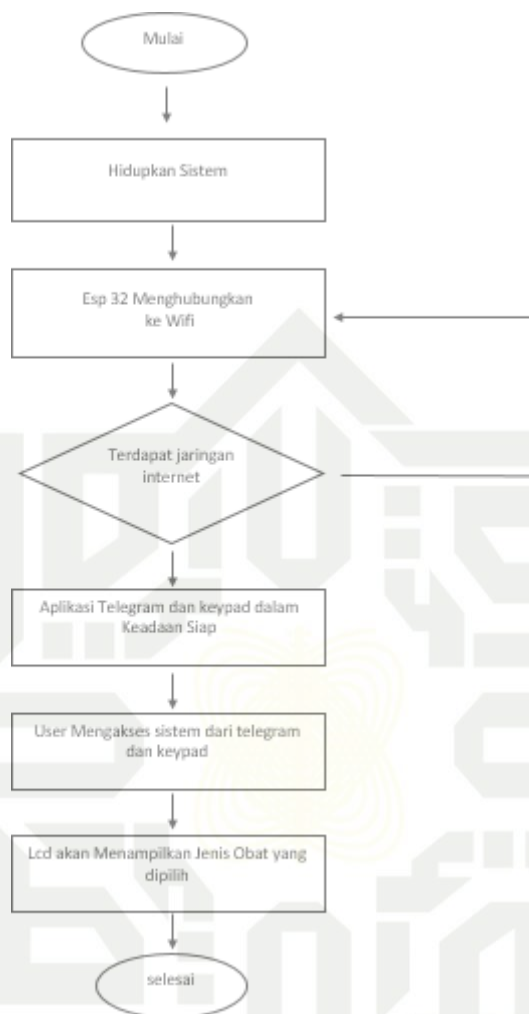 Mulai
Hidupkan Sistem
Esp 32 Menghubungkan
ke Wifi
Terdapat jaringan
internet
Aplikasi Telegram dan keypad dalam
Keadaan Siap
User Mengakses sistem dari telegram
dan keypad
Lcd akan Menampilkan Jenis Obat yang
dipilih
selesai